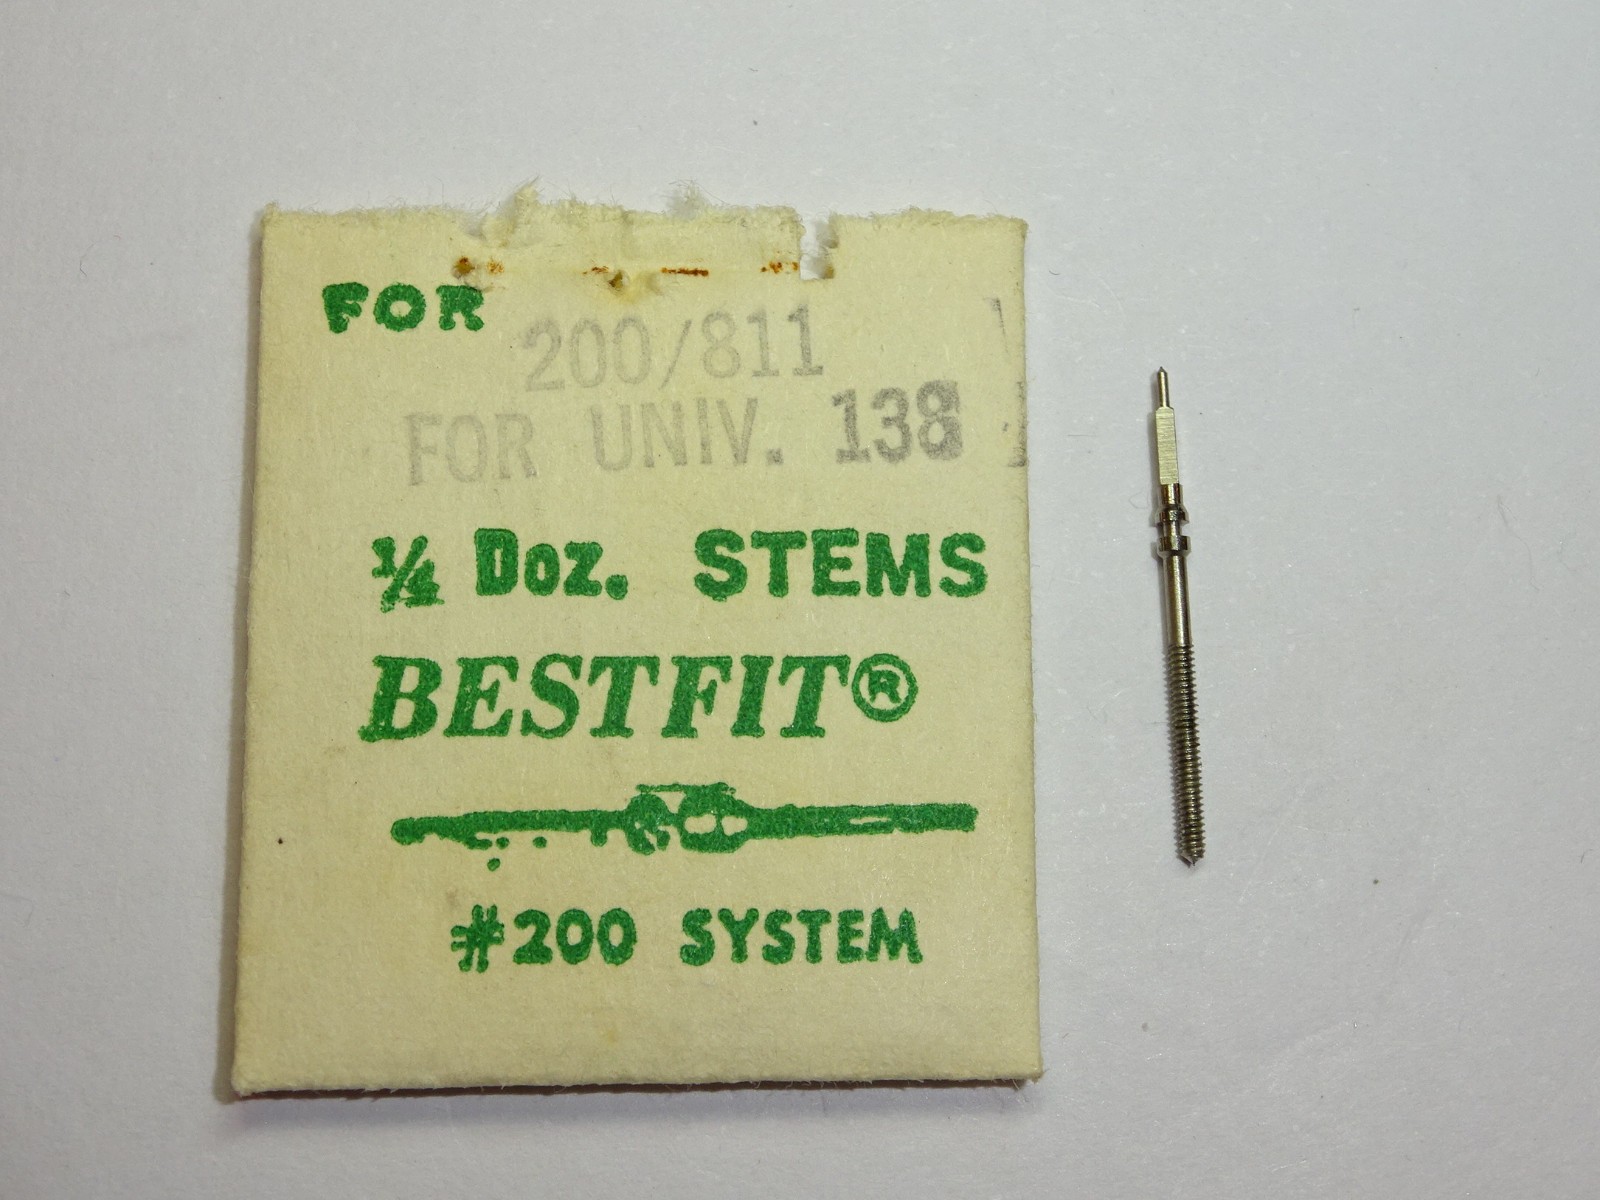 FOR
200/811
FOR UNIV. 138
1/4 Doz. STEMS
BESTFIT®
#200 SYSTEM